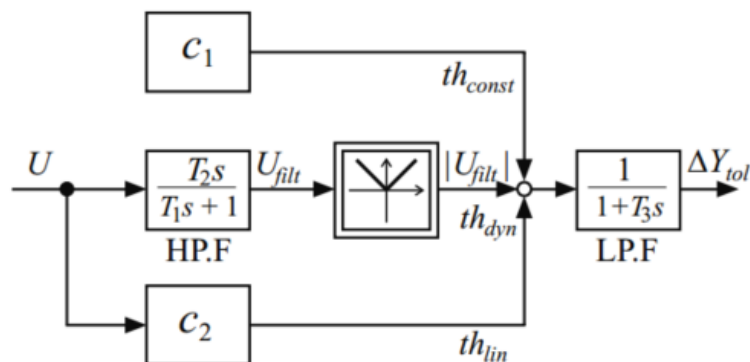 c₁
th_const
U
T₂s
T₁s + 1
U_filt
|U_filt|
1
1+T₃s
ΔY_tol
HP.F
th_dyn
LP.F
c₂
th_lin